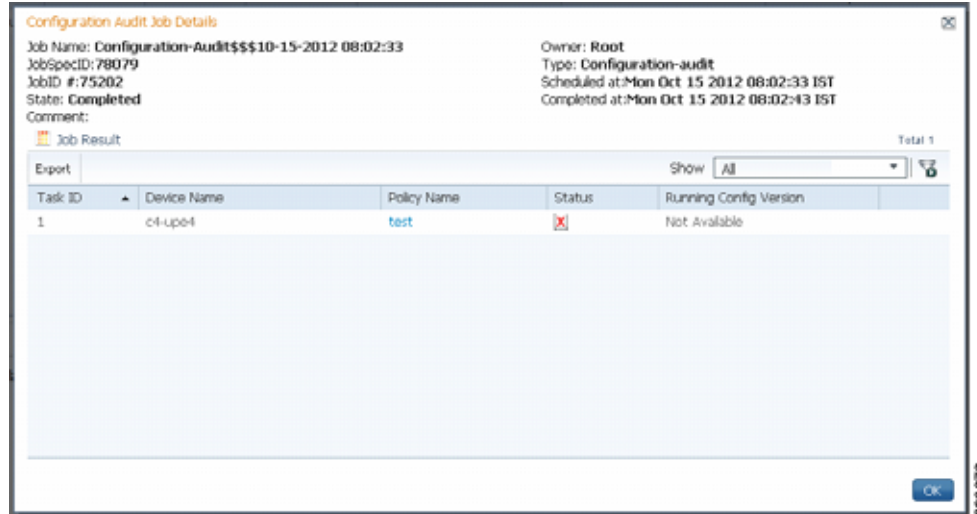 Configuration Audit Job Details
Job Name: Configuration-Audit$$$10-15-2012 08:02:33
JobSpecID:78079
JobID #:75202
State: Completed
Comment:
Owner: Root
Type: Configuration-audit
Scheduled at:Mon Oct 15 2012 08:02:33 IST
Completed at:Mon Oct 15 2012 08:02:43 IST
Job Result
Total 1
Export
Show All
Task ID Device Name Policy Name Status Running Config Version
1 c4-upe4 test X Not Available
OK